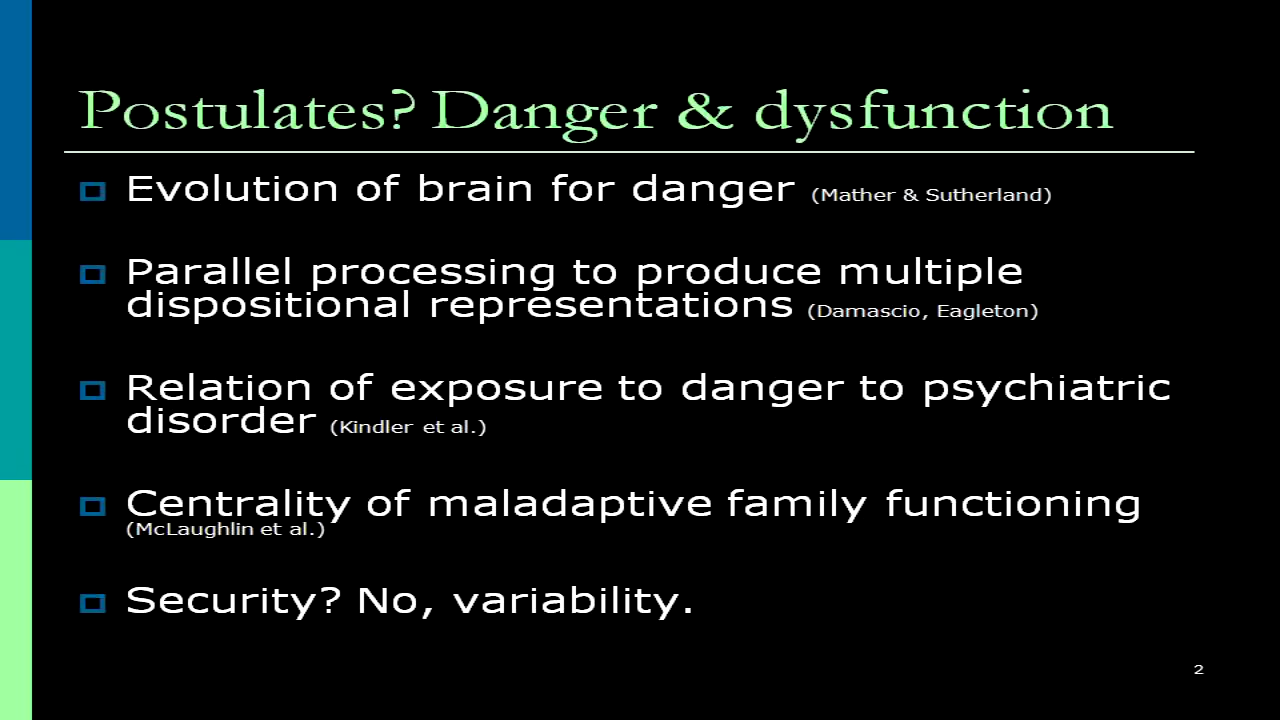 Postulates? Danger & dysfunction
Evolution of brain for danger (Mather & Sutherland)
Parallel processing to produce multiple
dispositional representations (Damascio, Eagleton)
Relation of exposure to danger to psychiatric
disorder (Kindler et al.)
Centrality of maladaptive family functioning
(McLaughlin et al.)
Security? No, variability.
2